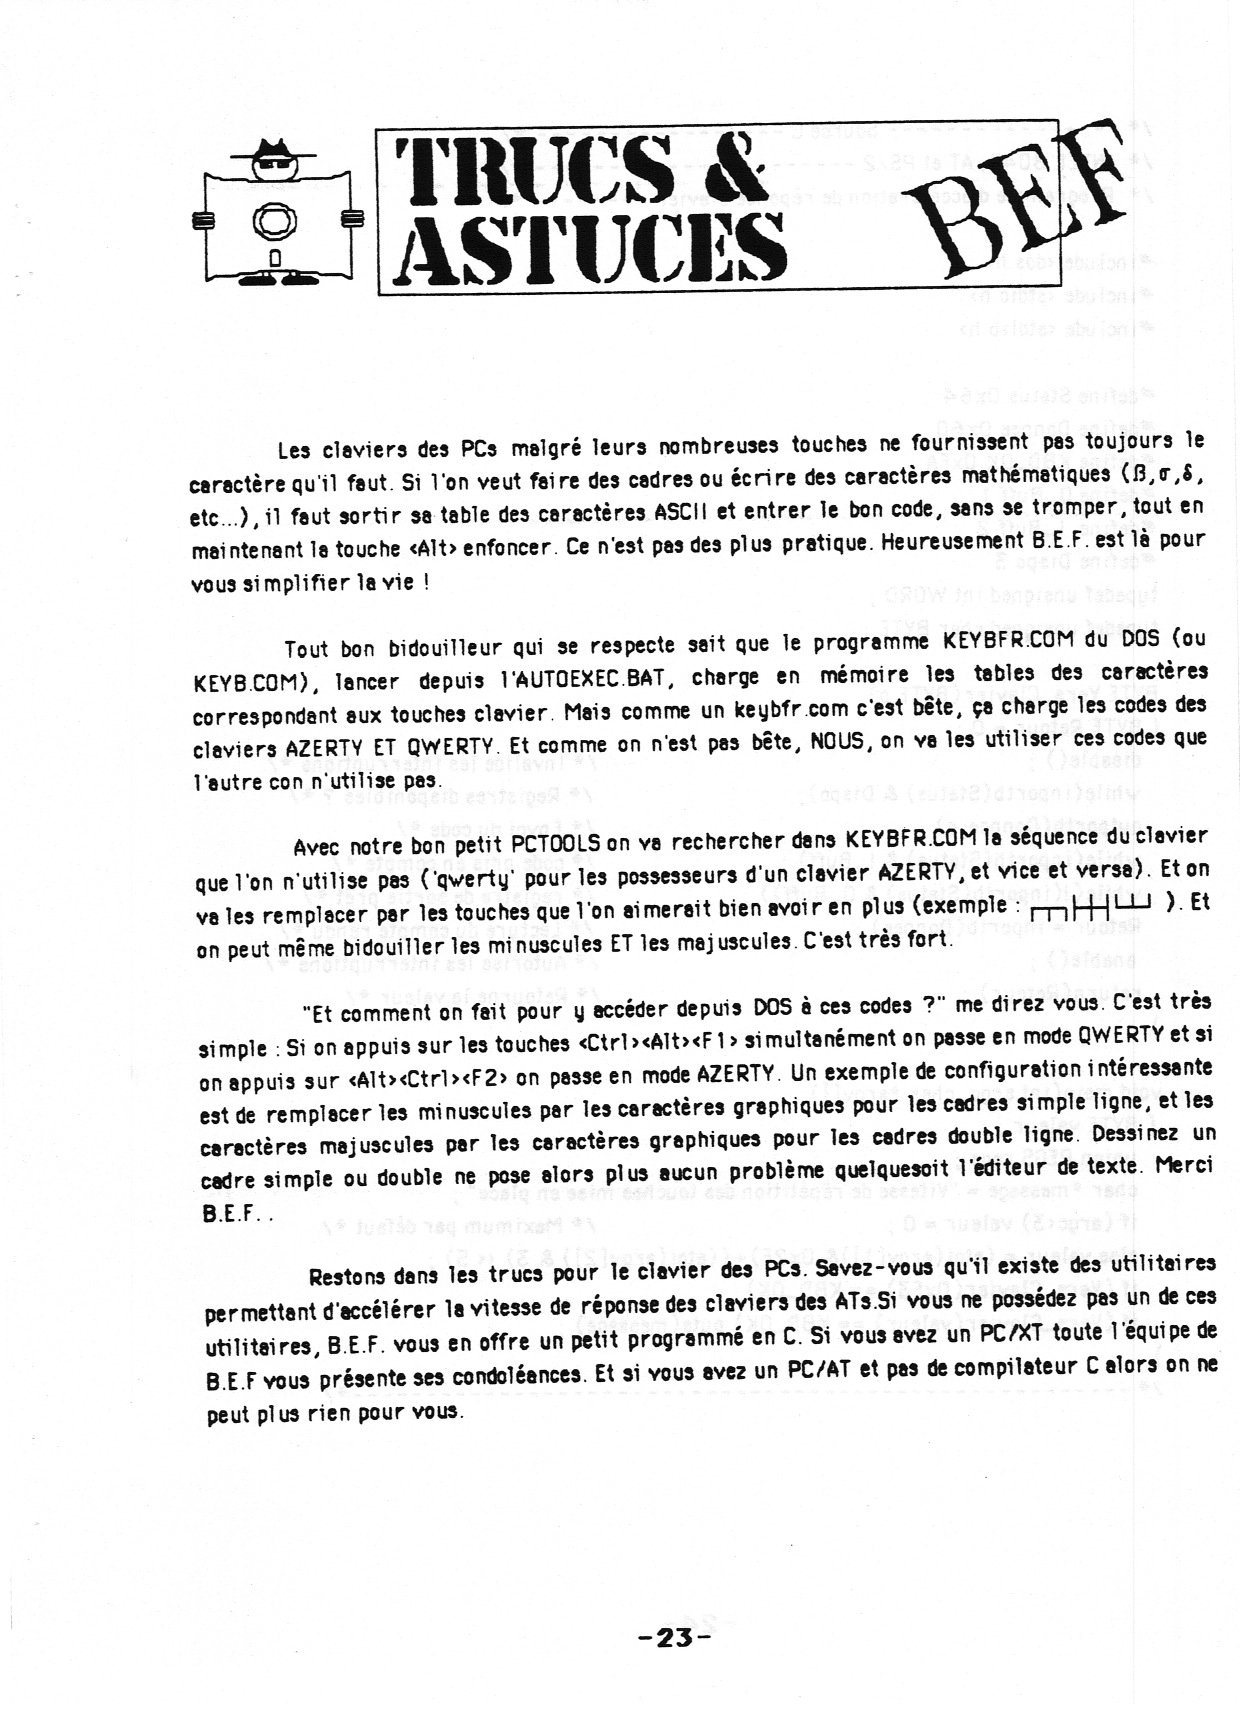 TRUCS &
ASTUCES
BEF
Les claviers des PCs malgré leurs nombreuses touches ne fournissent pas toujours le
caractère qu'il faut. Si l'on veut faire des cadres ou écrire des caractères mathématiques (ß,σ,δ,
etc...), il faut sortir sa table des caractères ASCII et entrer le bon code, sans se tromper, tout en
maintenant la touche <Alt> enfoncer. Ce n'est pas des plus pratique. Heureusement B.E.F. est là pour
vous simplifier la vie !
Tout bon bidouilleur qui se respecte sait que le programme KEYBFR.COM du DOS (ou
KEYB.COM), lancer depuis l'AUTOEXEC.BAT, charge en mémoire les tables des caractères
correspondant aux touches clavier. Mais comme un keybfr.com c'est bête, ça charge les codes des
claviers AZERTY ET QWERTY. Et comme on n'est pas bête, NOUS, on va les utiliser ces codes que
l'autre con n'utilise pas.
Avec notre bon petit PCTOOLS on va rechercher dans KEYBFR.COM la séquence du clavier
que l'on n'utilise pas ('qwerty' pour les possesseurs d'un clavier AZERTY, et vice et versa). Et on
va les remplacer par les touches que l'on aimerait bien avoir en plus (exemple : ┌┬┐├┼┤└┴┘ ). Et
on peut même bidouiller les minuscules ET les majuscules. C'est très fort.
"Et comment on fait pour y accéder depuis DOS à ces codes ?" me direz vous. C'est très
simple : Si on appuis sur les touches <Ctrl><Alt><F1> simultanément on passe en mode QWERTY et si
on appuis sur <Alt><Ctrl><F2> on passe en mode AZERTY. Un exemple de configuration intéressante
est de remplacer les minuscules par les caractères graphiques pour les cadres simple ligne, et les
caractères majuscules par les caractères graphiques pour les cadres double ligne. Dessinez un
cadre simple ou double ne pose alors plus aucun problème quelquesoit l'éditeur de texte. Merci
B.E.F. .
Restons dans les trucs pour le clavier des PCs. Savez-vous qu'il existe des utilitaires
permettant d'accélérer la vitesse de réponse des claviers des ATs.Si vous ne possédez pas un de ces
utilitaires, B.E.F. vous en offre un petit programmé en C. Si vous avez un PC/XT toute l'équipe de
B.E.F vous présente ses condoléances. Et si vous avez un PC/AT et pas de compilateur C alors on ne
peut plus rien pour vous.
-23-